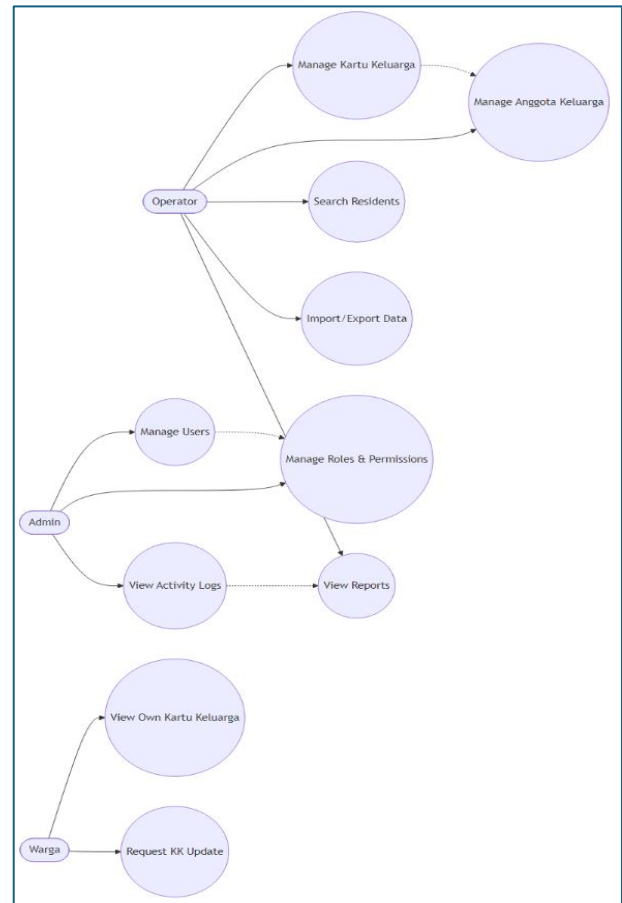 Manage Kartu Keluarga
Manage Anggota Keluarga
Operator
Search Residents
Import/Export Data
Manage Users
Manage Roles & Permissions
Admin
View Activity Logs
View Reports
View Own Kartu Keluarga
Warga
Request KK Update